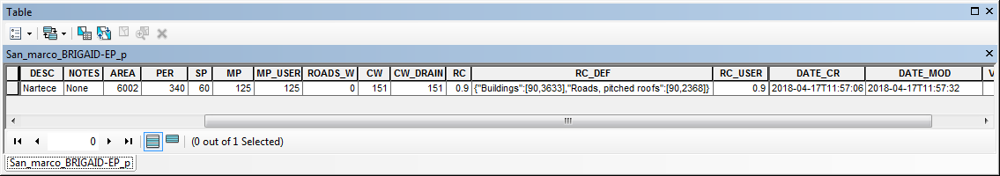 Table
San_marco_BRIGAID-EP_p
DESC NOTES AREA PER SP MP MP_USER ROADS_W CW CW_DRAIN RC RC_DEF RC_USER DATE_CR DATE_MOD
Nartece None 6002 340 60 125 125 0 151 151 0.9 {"Buildings":[90,3633],"Roads, pitched roofs":[90,2368]} 0.9 2018-04-17T11:57:06 2018-04-17T11:57:32
0 (0 out of 1 Selected)
San_marco_BRIGAID-EP_p